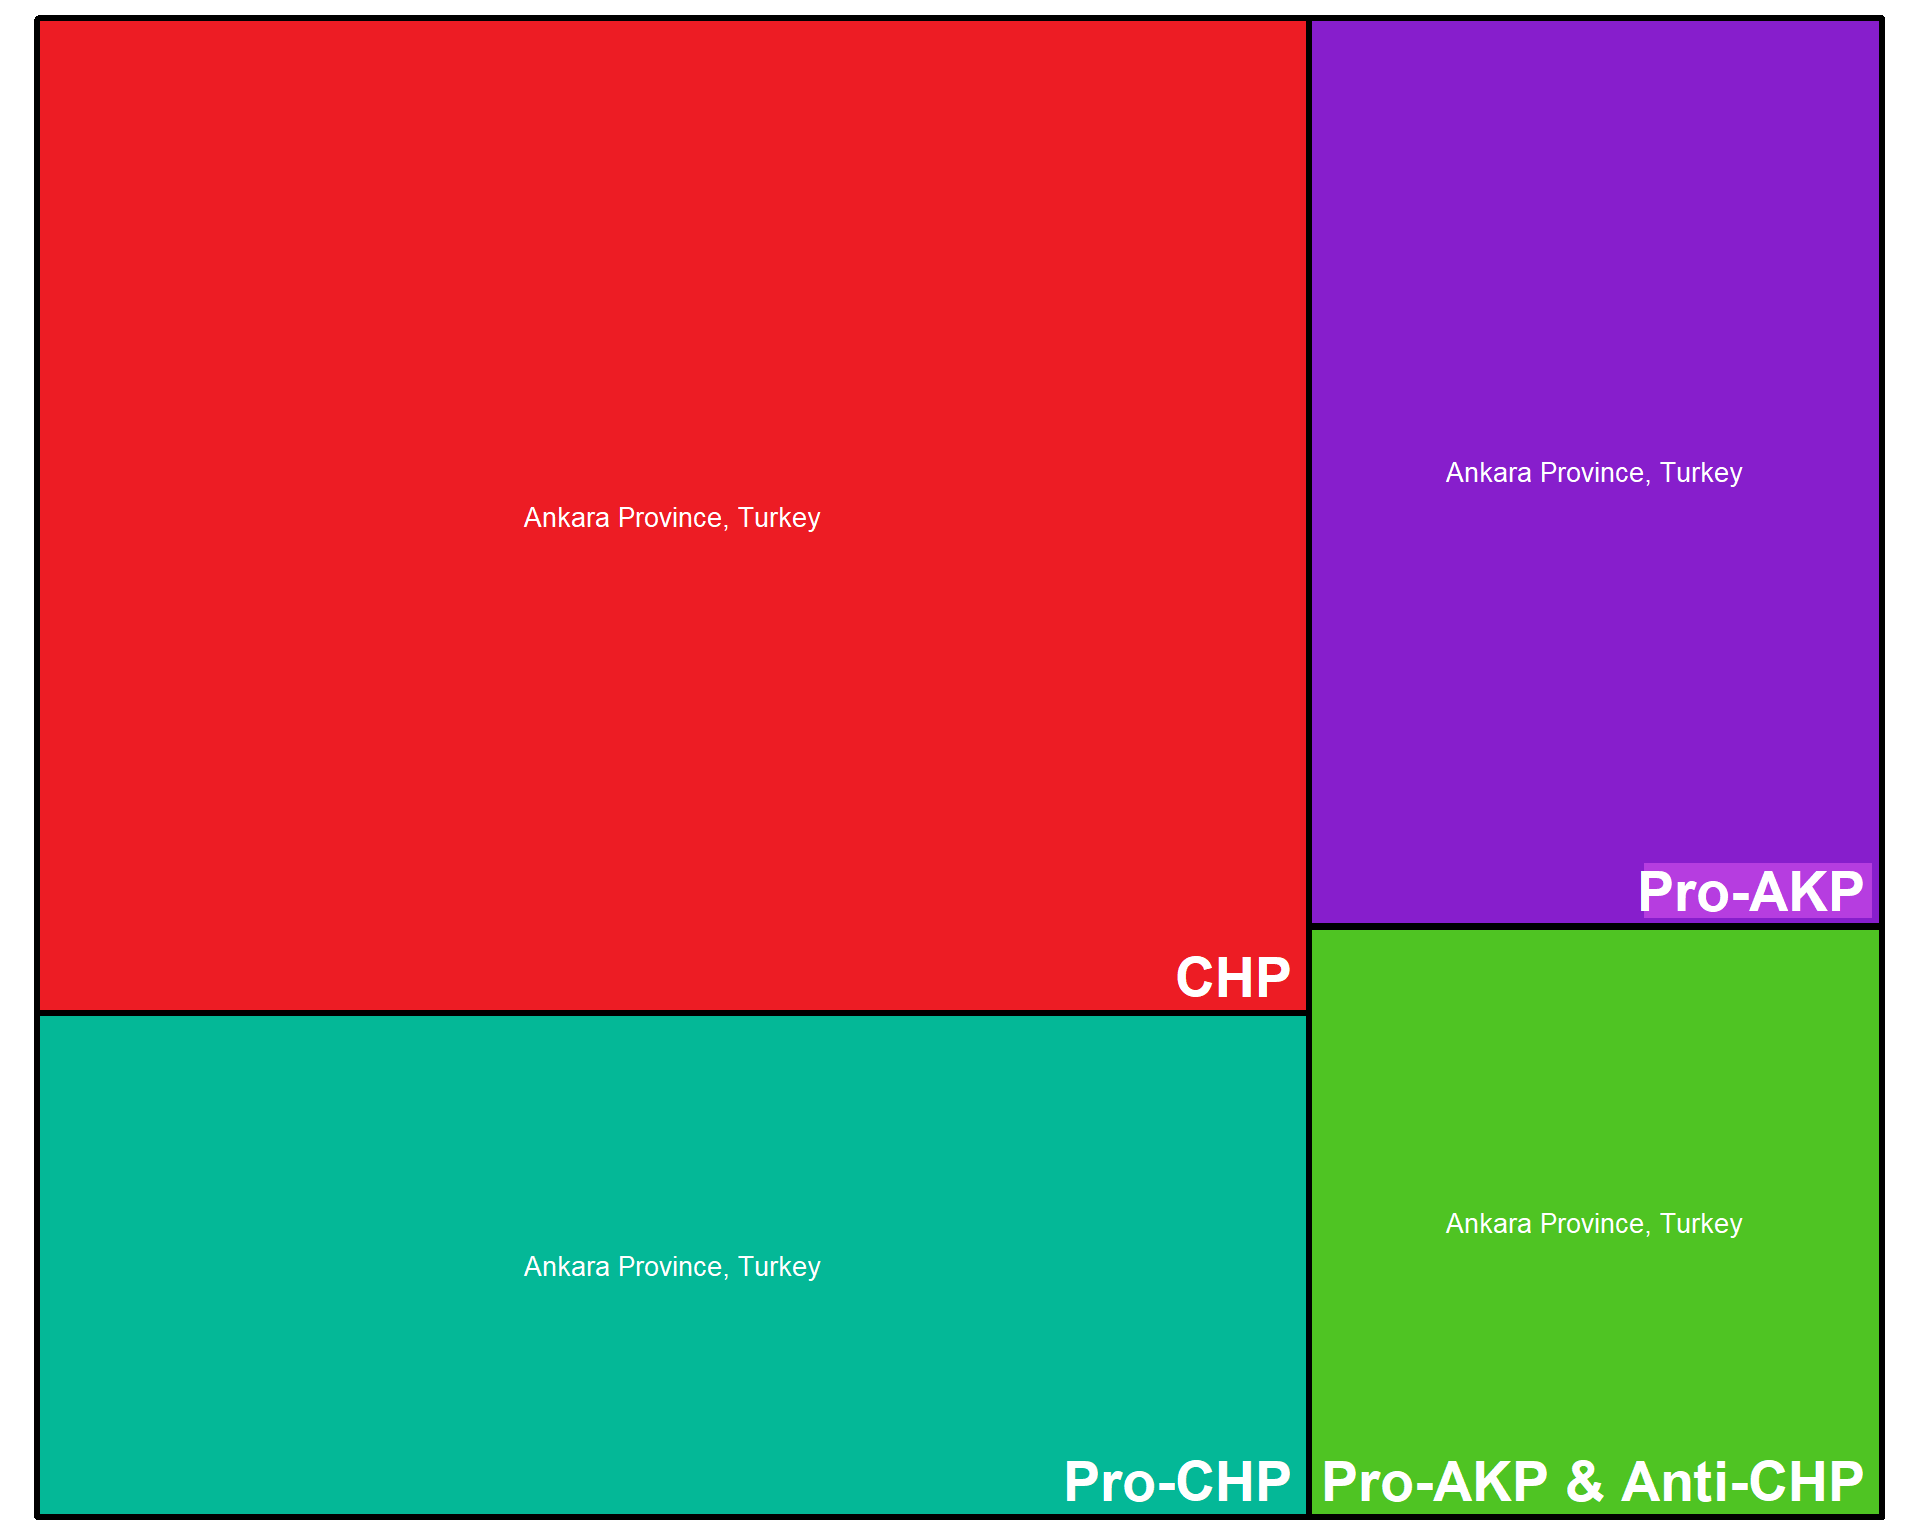 Ankara Province, Turkey
CHP
Ankara Province, Turkey
Pro-AKP
Ankara Province, Turkey
Pro-CHP
Ankara Province, Turkey
Pro-AKP & Anti-CHP